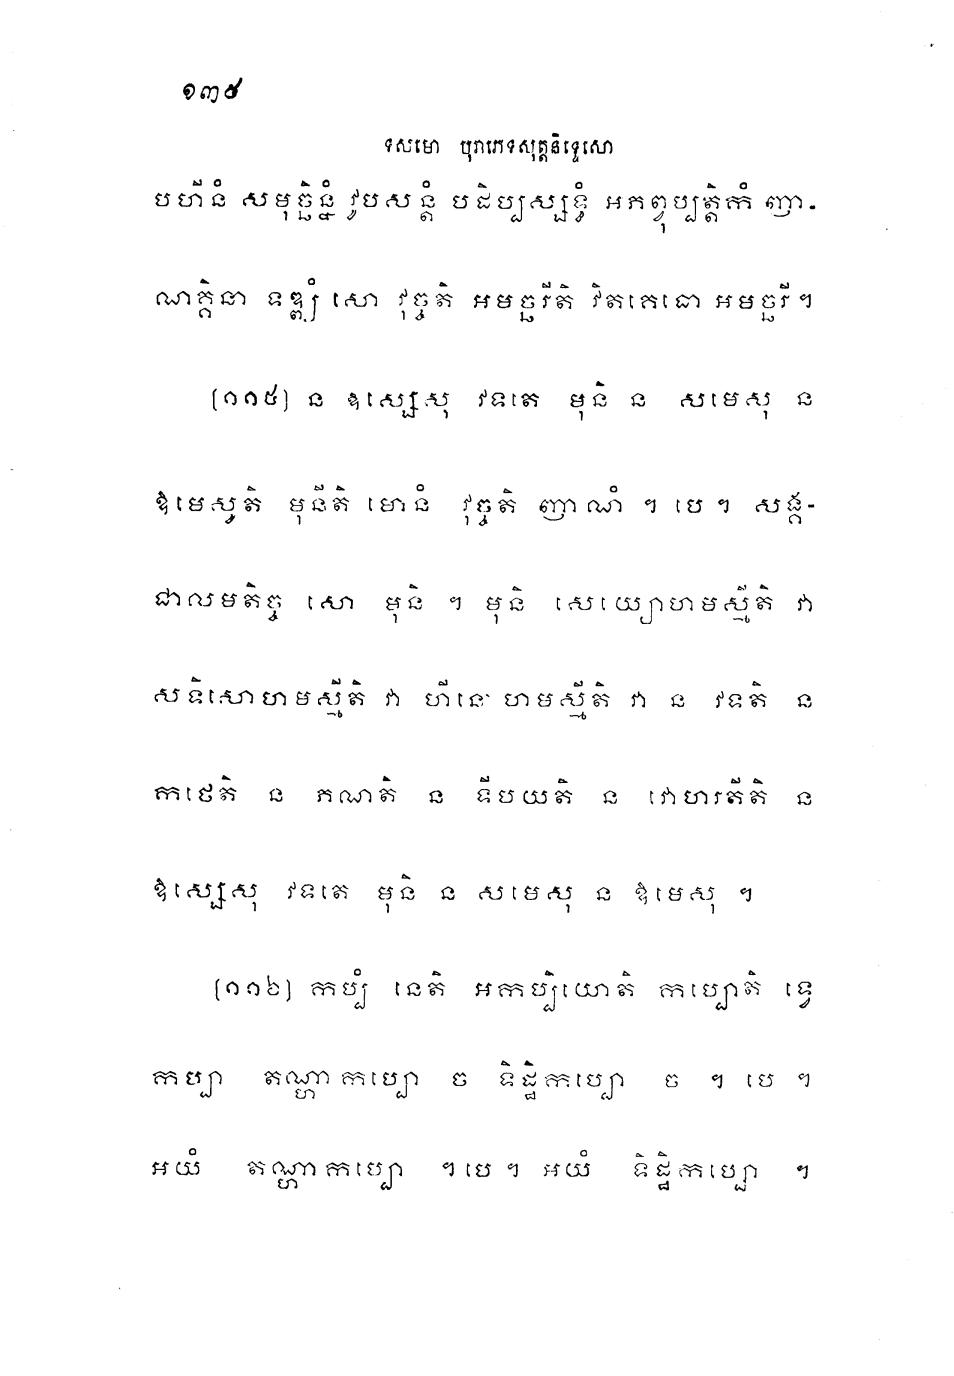 ១៣៩
ទសមោ បុរាភេទសុត្តនិទ្ទេសោ
បហីនំ សមុច្ឆិន្នំ វូបសន្តំ បដិប្បស្សទ្ធំ អភព្វុប្បត្តិកំ ញា-
ណគ្គិនា ទឌ្ឍំ សោ វុច្ចតិ អមច្ឆរីតិ វិតគេធោ អមច្ឆរី។
(១១៥) ន ឧស្សេសុ វទតេ មុនិ ន សមេសុ ន
ឱមេសូតិ មុនីតិ មោនំ វុច្ចតិ ញាណំ ។ បេ។ សង្គ-
ជាលមតិច្ច សោ មុនិ ។ មុនិ សេយ្យោហមស្មីតិ វា
សទិសោហមស្មីតិ វា ហីនោហមស្មីតិ វា ន វទតិ ន
កថេតិ ន ភណតិ ន ទីបយតិ ន វោហរតីតិ ន
ឱស្សេសុ វទតេ មុនិ ន សមេសុ ន ឱមេសុ ។
(១១៦) កប្បំ នេតិ អកប្បិយោតិ កប្បោតិ ទ្វេ
កប្បា តណ្ហាកប្បោ ច ទិដ្ឋិកប្បោ ច ។ បេ ។
អយំ តណ្ហាកប្បោ ។បេ។ អយំ ទិដ្ឋិកប្បោ ។